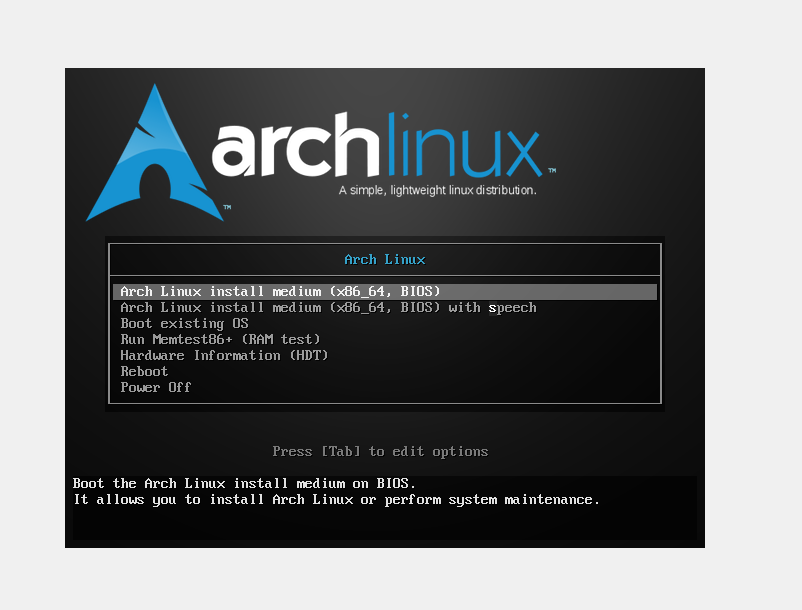 archlinux™
A simple, lightweight linux distribution.
™
Arch Linux
Arch Linux install medium (x86_64, BIOS)
Arch Linux install medium (x86_64, BIOS) with speech
Boot existing OS
Run Memtest86+ (RAM test)
Hardware Information (HDT)
Reboot
Power Off
Press [Tab] to edit options
Boot the Arch Linux install medium on BIOS.
It allows you to install Arch Linux or perform system maintenance.